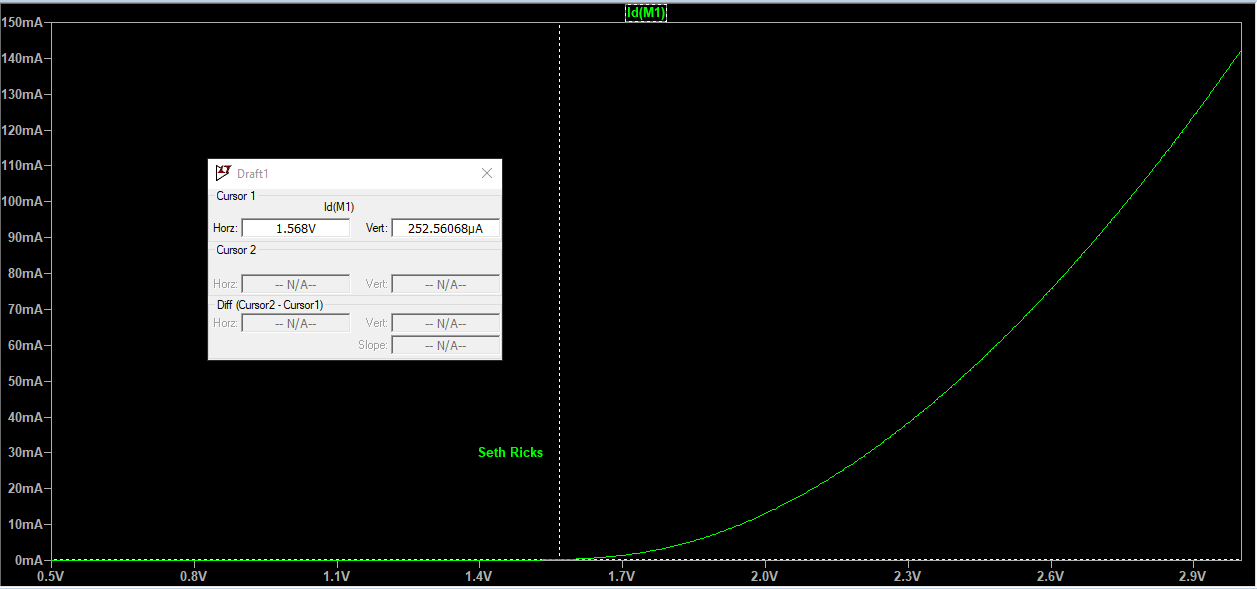 Id(M1)
150mA
140mA
130mA
120mA
110mA
100mA
90mA
80mA
70mA
60mA
50mA
40mA
30mA
20mA
10mA
0mA
Draft1
Cursor 1
Id(M1)
Horz: 1.568V Vert: 252.56068µA
Cursor 2
Horz: -- N/A-- Vert: -- N/A--
Diff (Cursor2 - Cursor1)
Horz: -- N/A-- Vert: -- N/A--
Slope: -- N/A--
Seth Ricks
0.5V 0.8V 1.1V 1.4V 1.7V 2.0V 2.3V 2.6V 2.9V